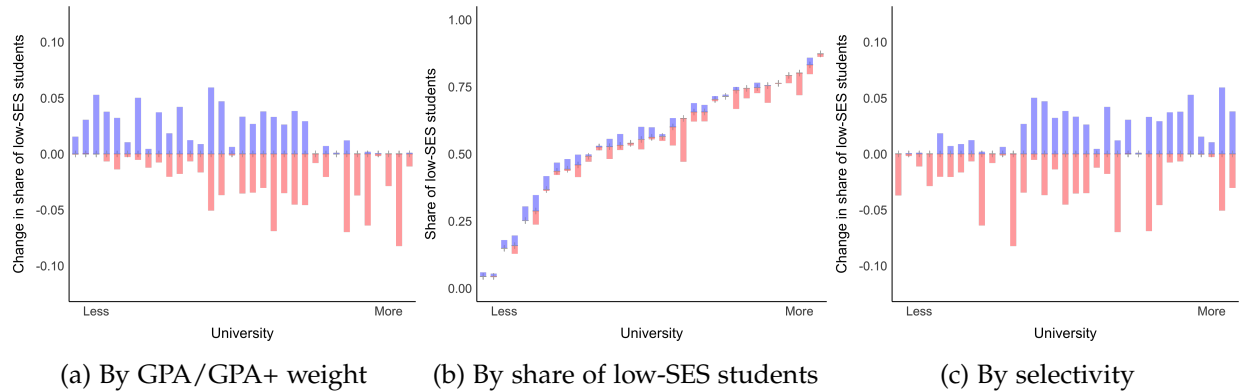 Change in share of low-SES students
0.10
0.05
0.00
-0.05
-0.10
Less
More
University
(a) By GPA/GPA+ weight
Share of low-SES students
1.00
0.75
0.50
0.25
0.00
Less
More
University
(b) By share of low-SES students
Change in share of low-SES students
0.10
0.05
0.00
-0.05
-0.10
Less
More
University
(c) By selectivity